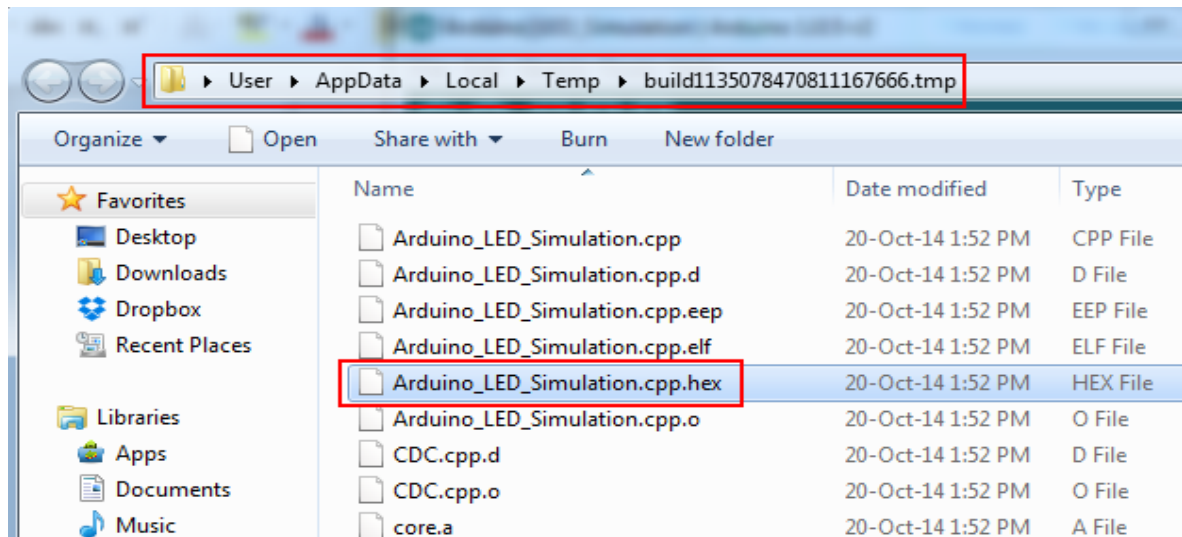 User ▸ AppData ▸ Local ▸ Temp ▸ build1135078470811167666.tmp
Organize ▼ Open Share with ▼ Burn New folder
Name Date modified Type
Favorites
Desktop Arduino_LED_Simulation.cpp 20-Oct-14 1:52 PM CPP File
Downloads Arduino_LED_Simulation.cpp.d 20-Oct-14 1:52 PM D File
Dropbox Arduino_LED_Simulation.cpp.eep 20-Oct-14 1:52 PM EEP File
Recent Places Arduino_LED_Simulation.cpp.elf 20-Oct-14 1:52 PM ELF File
Arduino_LED_Simulation.cpp.hex 20-Oct-14 1:52 PM HEX File
Libraries Arduino_LED_Simulation.cpp.o 20-Oct-14 1:52 PM O File
Apps CDC.cpp.d 20-Oct-14 1:52 PM D File
Documents CDC.cpp.o 20-Oct-14 1:52 PM O File
Music core.a 20-Oct-14 1:52 PM A File